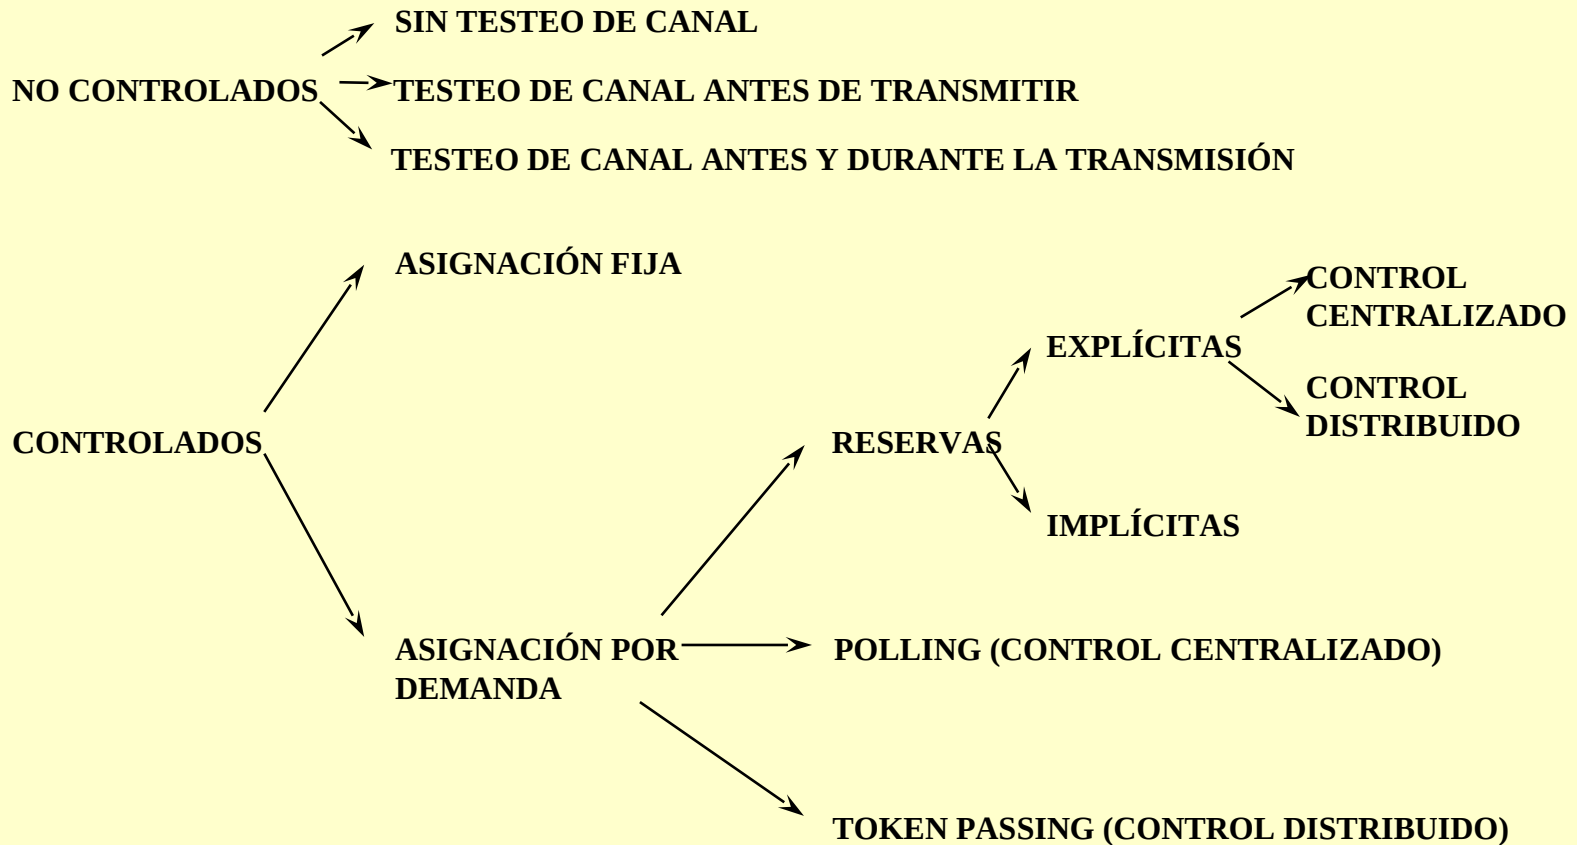 SIN TESTEO DE CANAL
NO CONTROLADOS
TESTEO DE CANAL ANTES DE TRANSMITIR
TESTEO DE CANAL ANTES Y DURANTE LA TRANSMISIÓN
ASIGNACIÓN FIJA
CONTROL
CENTRALIZADO
EXPLÍCITAS
CONTROL
DISTRIBUIDO
CONTROLADOS
RESERVAS
IMPLÍCITAS
ASIGNACIÓN POR
DEMANDA
POLLING (CONTROL CENTRALIZADO)
TOKEN PASSING (CONTROL DISTRIBUIDO)